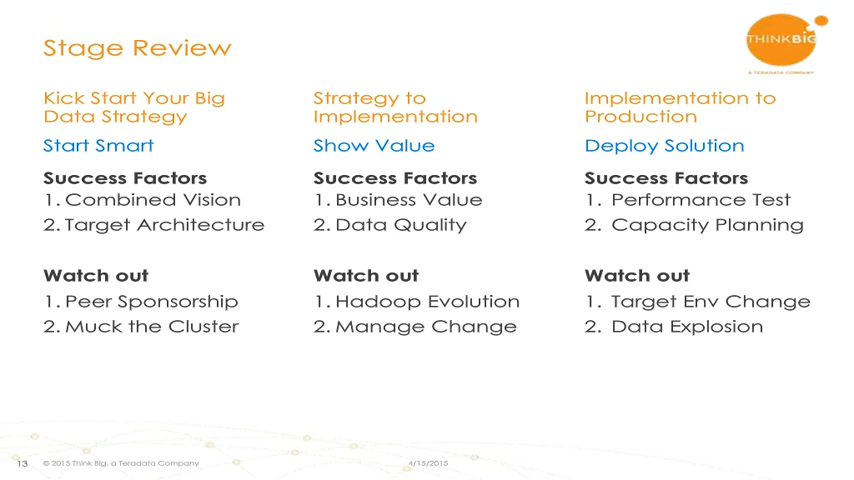 Stage Review
THINKBIG
A TERADATA COMPANY
Kick Start Your Big
Data Strategy
Start Smart
Success Factors
1. Combined Vision
2. Target Architecture
Watch out
1. Peer Sponsorship
2. Muck the Cluster
Strategy to
Implementation
Show Value
Success Factors
1. Business Value
2. Data Quality
Watch out
1. Hadoop Evolution
2. Manage Change
Implementation to
Production
Deploy Solution
Success Factors
1. Performance Test
2. Capacity Planning
Watch out
1. Target Env Change
2. Data Explosion
13 © 2015 Think Big, a Teradata Company 4/15/2015